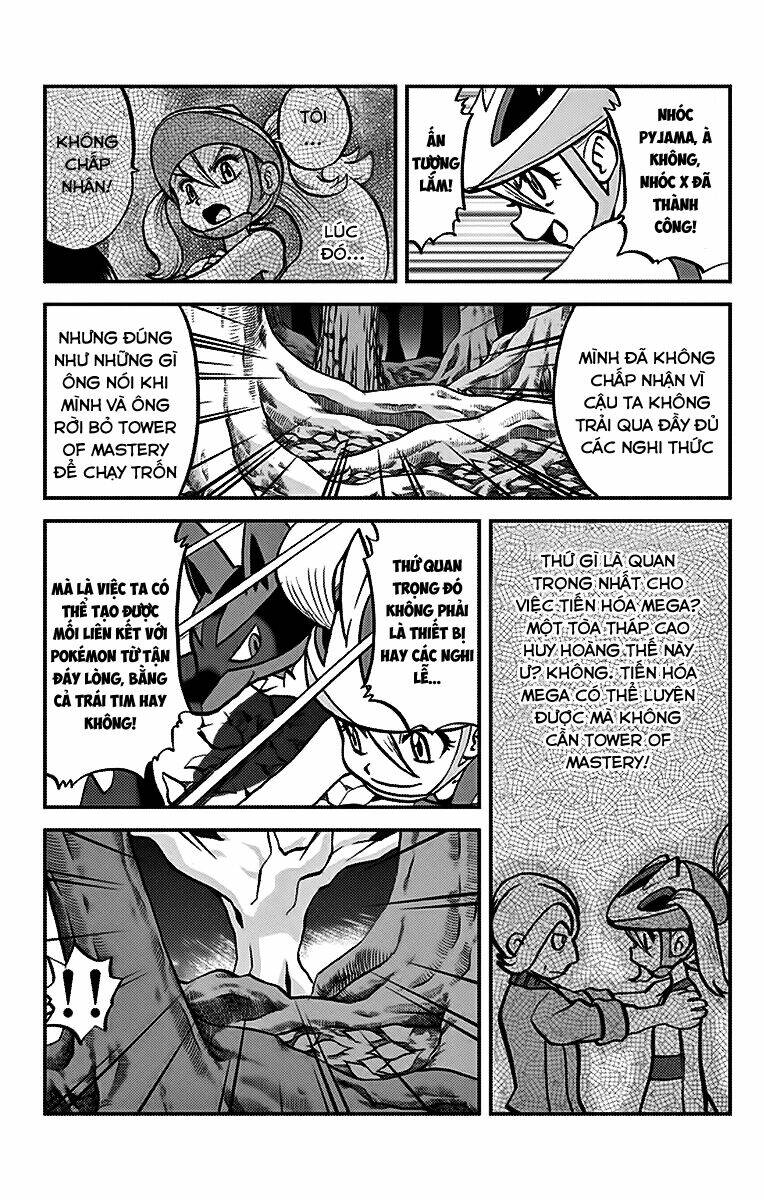 NHÓC
PYJAMA, À
KHÔNG,
NHÓC X ĐÃ
THÀNH
CÔNG!
ẤN
TƯỢNG
LẮM!
TÔI
...
KHÔNG
CHẤP
NHẬN!
LÚC
ĐÓ...
MÌNH ĐÃ KHÔNG
CHẤP NHẬN VÌ
CẬU TA KHÔNG
TRẢI QUA ĐẦY ĐỦ
CÁC NGHI THỨC
NHƯNG ĐÚNG
NHƯ NHỮNG GÌ
ÔNG NÓI KHI
MÌNH VÀ ÔNG
RỜI BỎ TOWER
OF MASTERY
ĐỂ CHẠY TRỐN
THỨ GÌ LÀ QUAN
TRỌNG NHẤT CHO
VIỆC TIẾN HÓA MEGA?
MỘT TÒA THÁP CAO
HUY HOÀNG THẾ NÀY
Ư? KHÔNG. TIẾN HÓA
MEGA CÓ THỂ LUYỆN
ĐƯỢC MÀ KHÔNG
CẦN TOWER OF
MASTERY!
THỨ QUAN
TRỌNG ĐÓ
KHÔNG PHẢI
LÀ THIẾT BỊ
HAY CÁC NGHI
LỄ...
MÀ LÀ VIỆC TA CÓ
THỂ TẠO ĐƯỢC
MỐI LIÊN KẾT VỚI
POKÉMON TỪ TẬN
ĐÁY LÒNG, BẰNG
CẢ TRÁI TIM HAY
KHÔNG!
!!